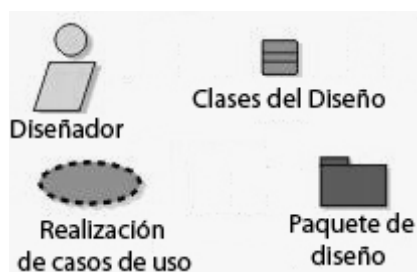 Clases del Diseño
Diseñador
Realización
de casos de uso
Paquete de
diseño